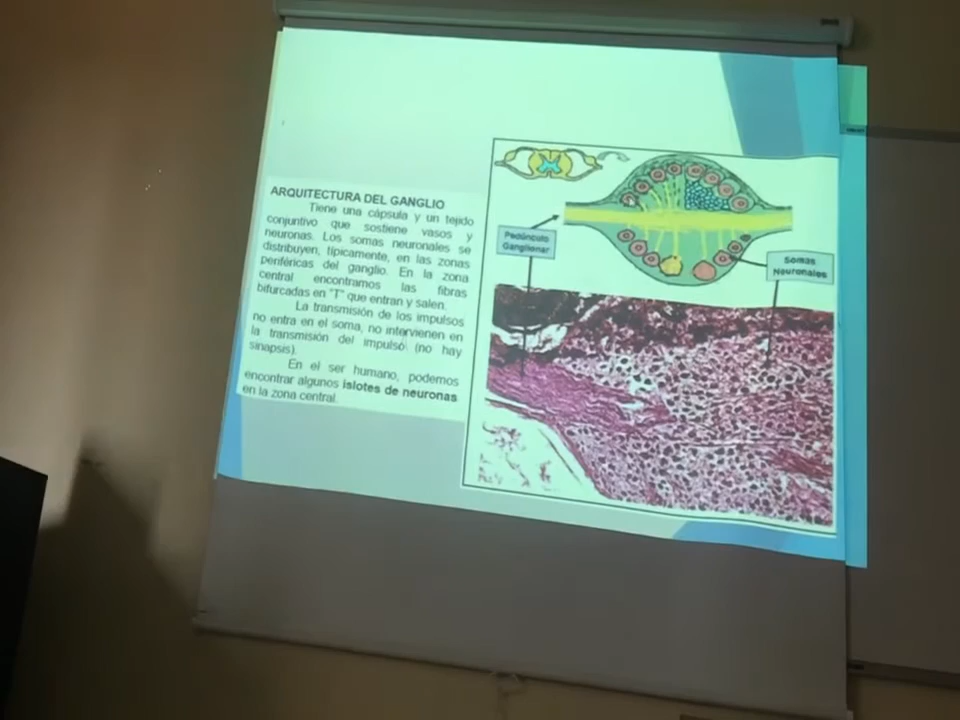 ARQUITECTURA DEL GANGLIO
Tiene una cápsula y un tejido
conjuntivo que sostiene vasos y
neuronas. Los somas neuronales se
distribuyen, típicamente, en las zonas
periféricas del ganglio. En la zona
central encontramos las fibras
bifurcadas en "T" que entran y salen.
La transmisión de los impulsos
no entra en el soma, no intervienen en
la transmisión del impulso (no hay
sinapsis).
En el ser humano, podemos
encontrar algunos islotes de neuronas
en la zona central.
Pedúnculo
Ganglionar
Somas
Neuronales